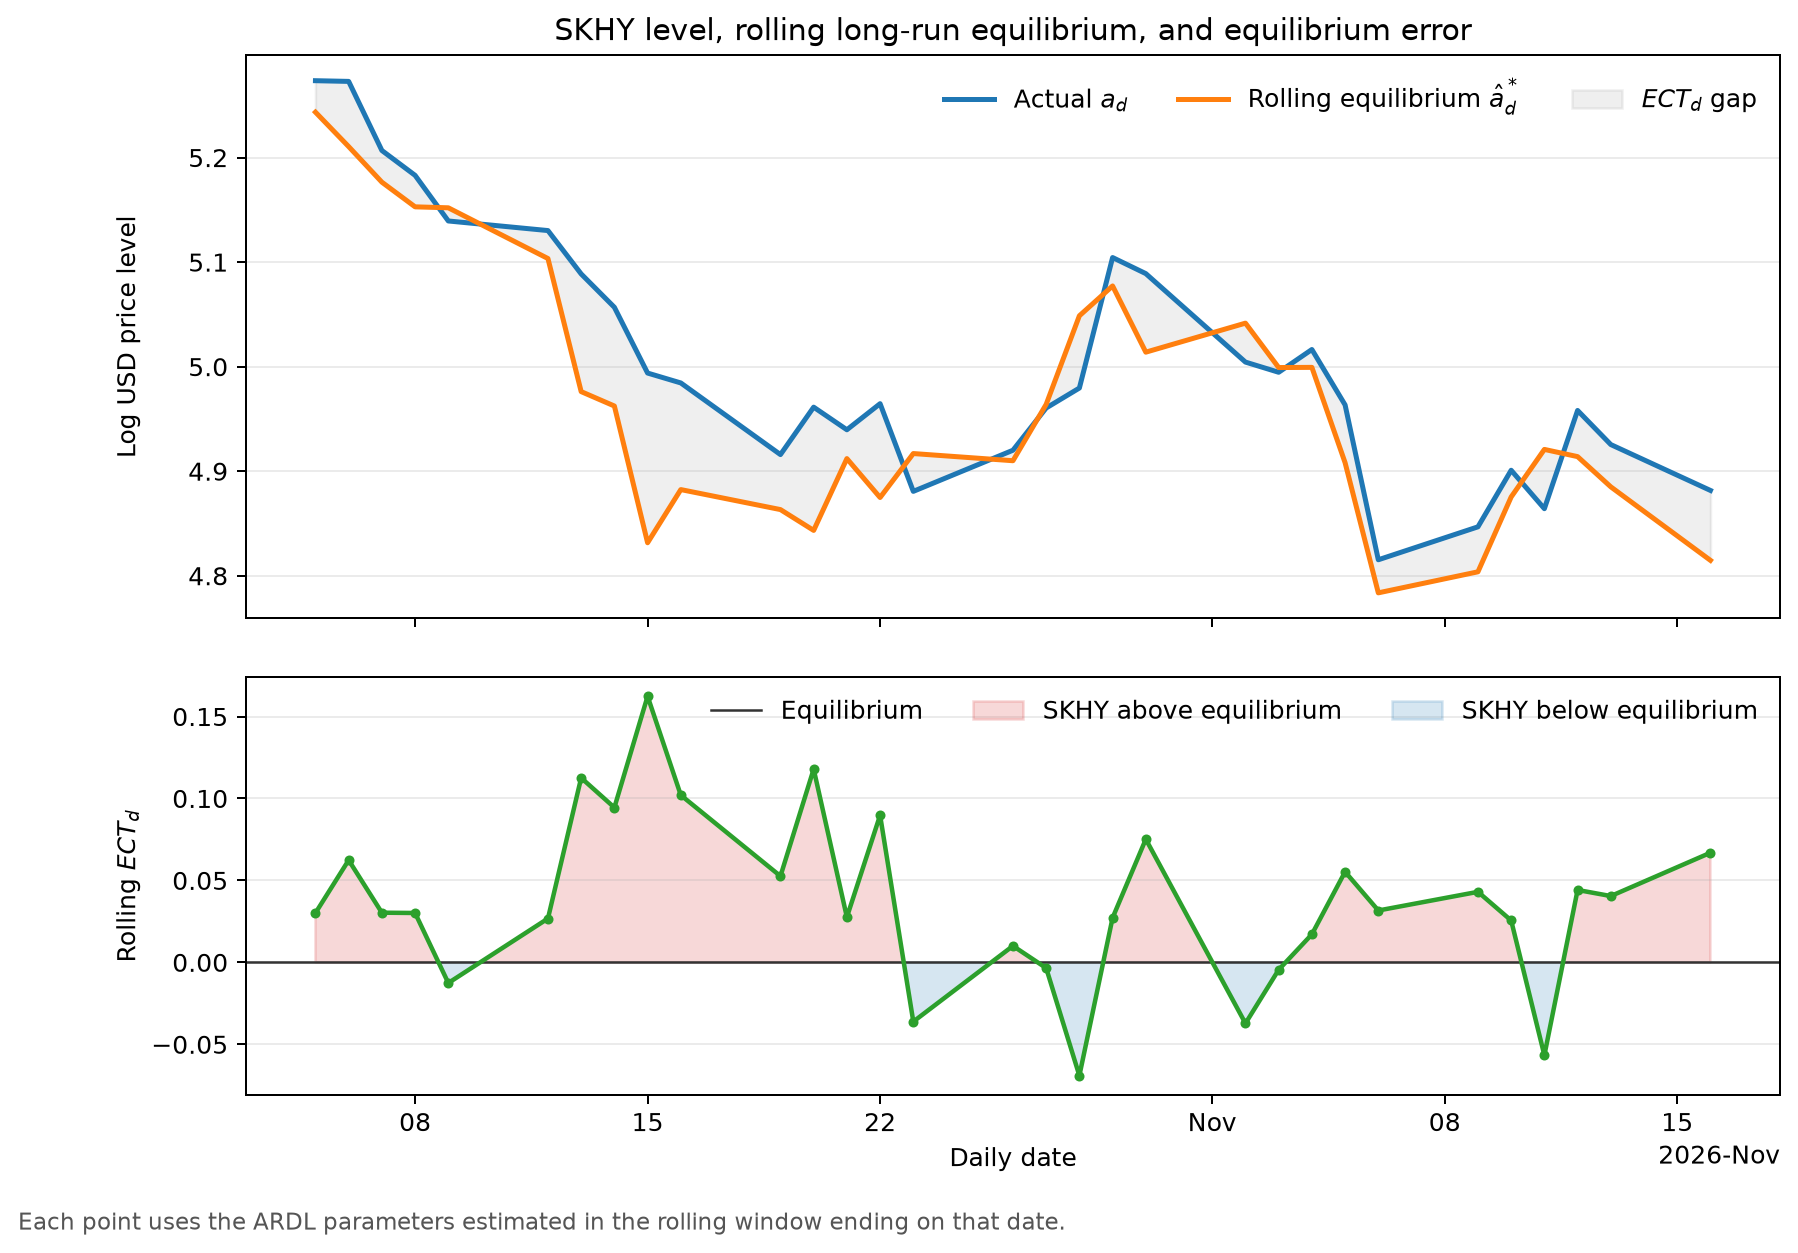 SKHY level, rolling long-run equilibrium, and equilibrium error
Actual a_d
Rolling equilibrium â_d^*
ECT_d gap
Log USD price level
5.2
5.1
5.0
4.9
4.8
Equilibrium
SKHY above equilibrium
SKHY below equilibrium
Rolling ECT_d
0.15
0.10
0.05
0.00
−0.05
08
15
22
Nov
08
15
2026-Nov
Daily date
Each point uses the ARDL parameters estimated in the rolling window ending on that date.